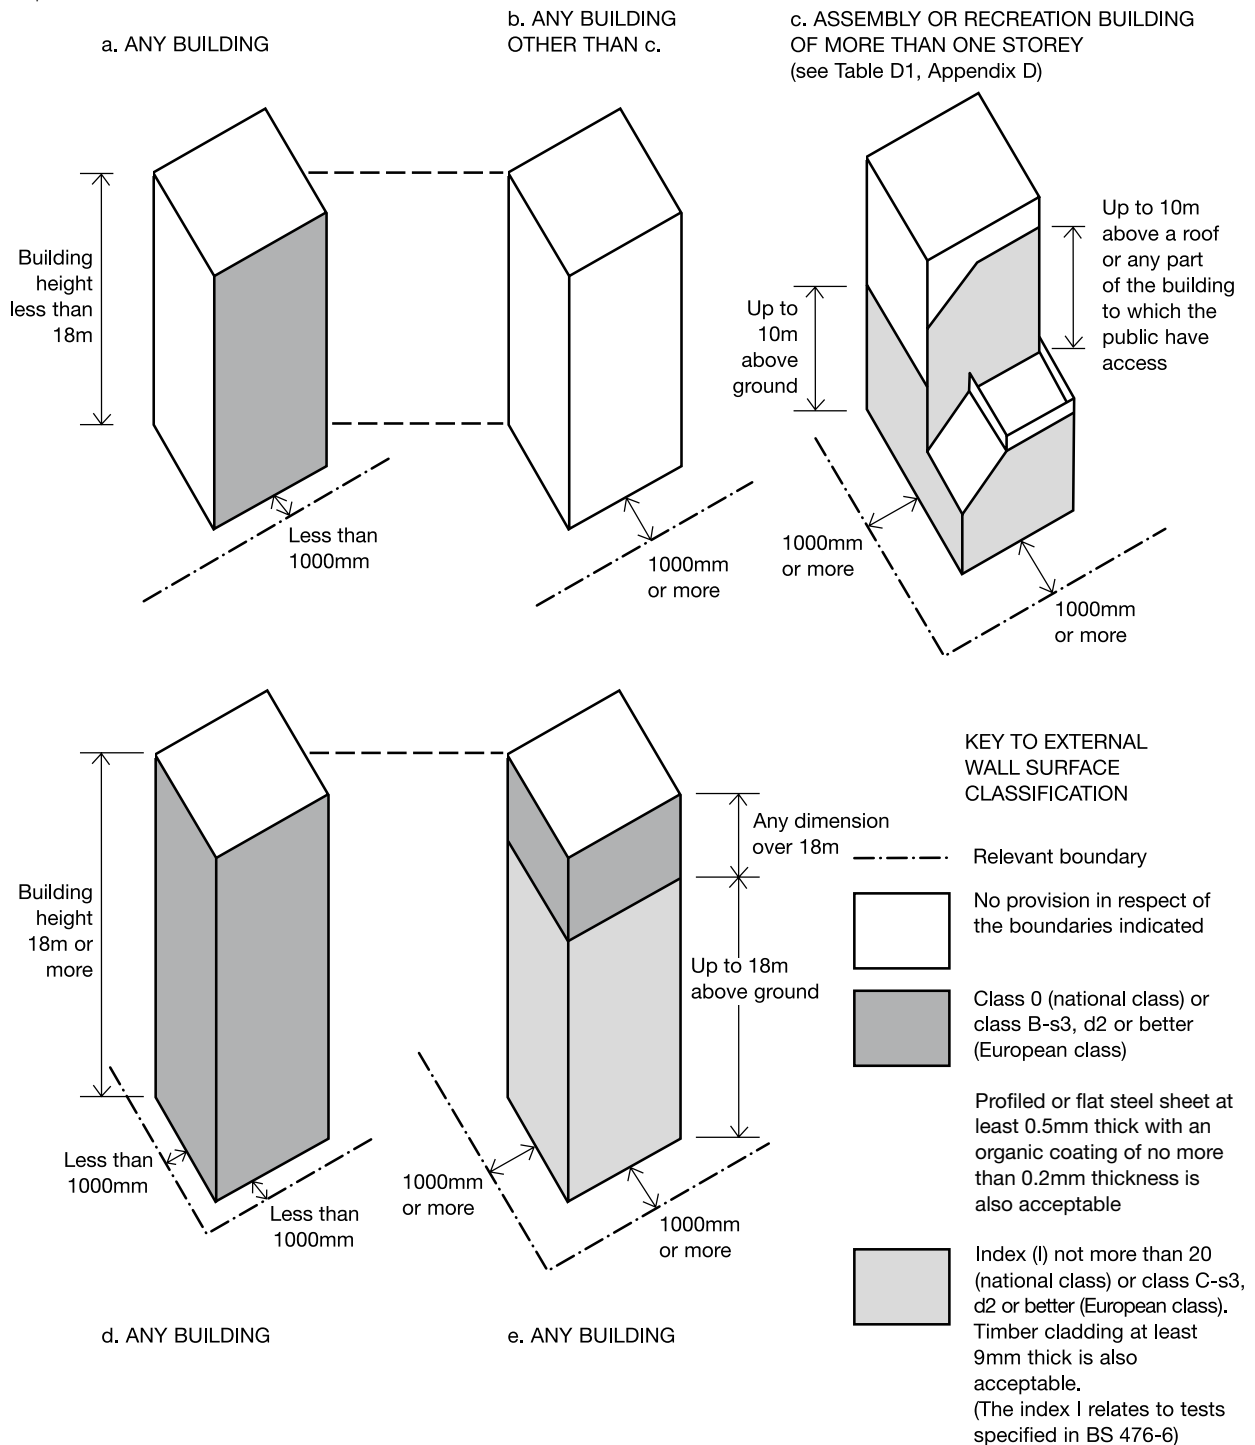 a. ANY BUILDING
b. ANY BUILDING
OTHER THAN c.
c. ASSEMBLY OR RECREATION BUILDING
OF MORE THAN ONE STOREY
(see Table D1, Appendix D)
Building
height
less than
18m
Less than
1000mm
1000mm
or more
Up to
10m
above
ground
Up to 10m
above a roof
or any part
of the building
to which the
public have
access
1000mm
or more
1000mm
or more
Building
height
18m or
more
Less than
1000mm
Less than
1000mm
d. ANY BUILDING
Any dimension
over 18m
Up to 18m
above ground
1000mm
or more
1000mm
or more
e. ANY BUILDING
KEY TO EXTERNAL
WALL SURFACE
CLASSIFICATION
Relevant boundary
No provision in respect of
the boundaries indicated
Class 0 (national class) or
class B-s3, d2 or better
(European class)
Profiled or flat steel sheet at
least 0.5mm thick with an
organic coating of no more
than 0.2mm thickness is
also acceptable
Index (I) not more than 20
(national class) or class C-s3,
d2 or better (European class).
Timber cladding at least
9mm thick is also
acceptable.
(The index I relates to tests
specified in BS 476-6)